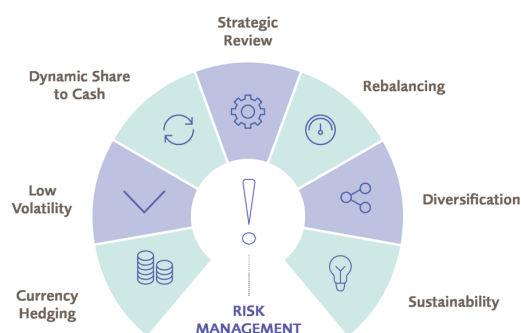 Strategic
Review
Dynamic Share
to Cash
Rebalancing
Low
Volatility
Diversification
Currency
Hedging
Sustainability
RISK
MANAGEMENT